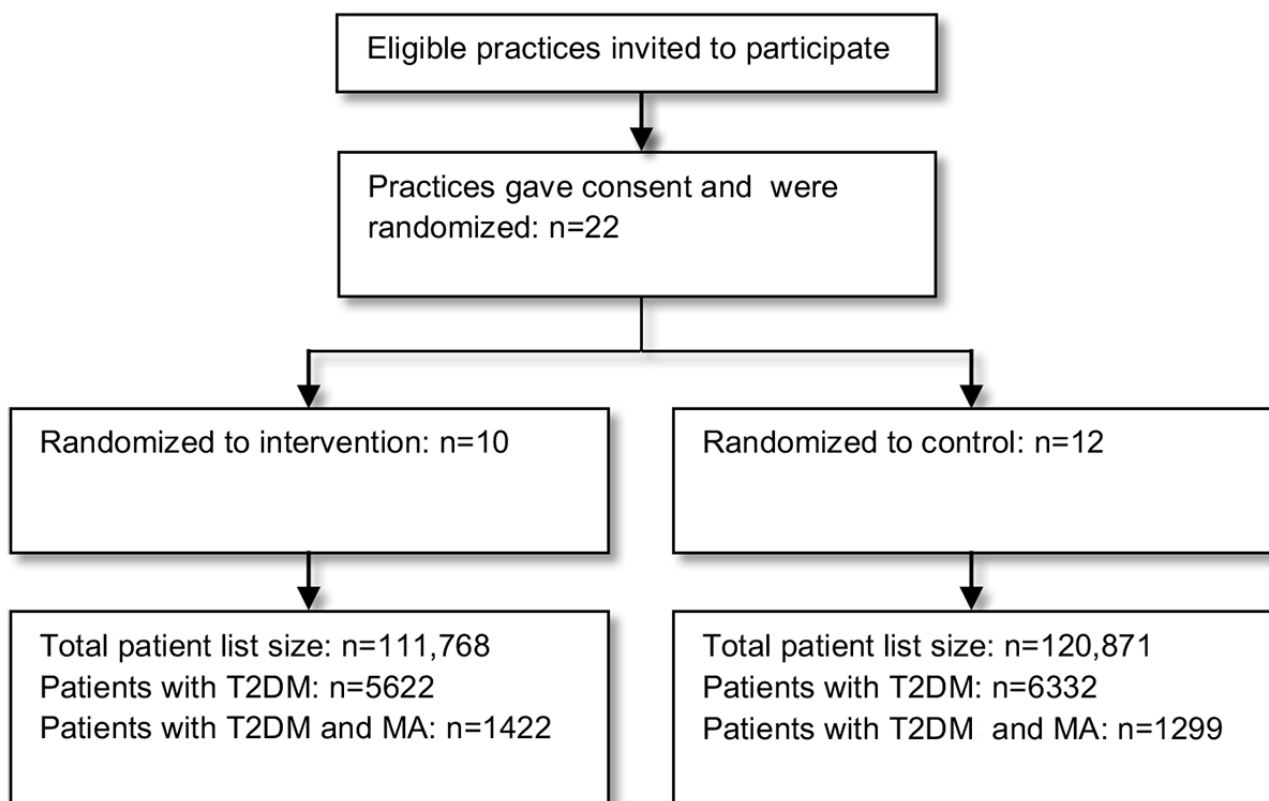 Eligible practices invited to participate
Practices gave consent and  were
randomized: n=22
Randomized to intervention: n=10
Randomized to control: n=12
Total patient list size: n=111,768
Patients with T2DM: n=5622
Patients with T2DM and MA: n=1422
Total patient list size: n=120,871
Patients with T2DM: n=6332
Patients with T2DM  and MA: n=1299